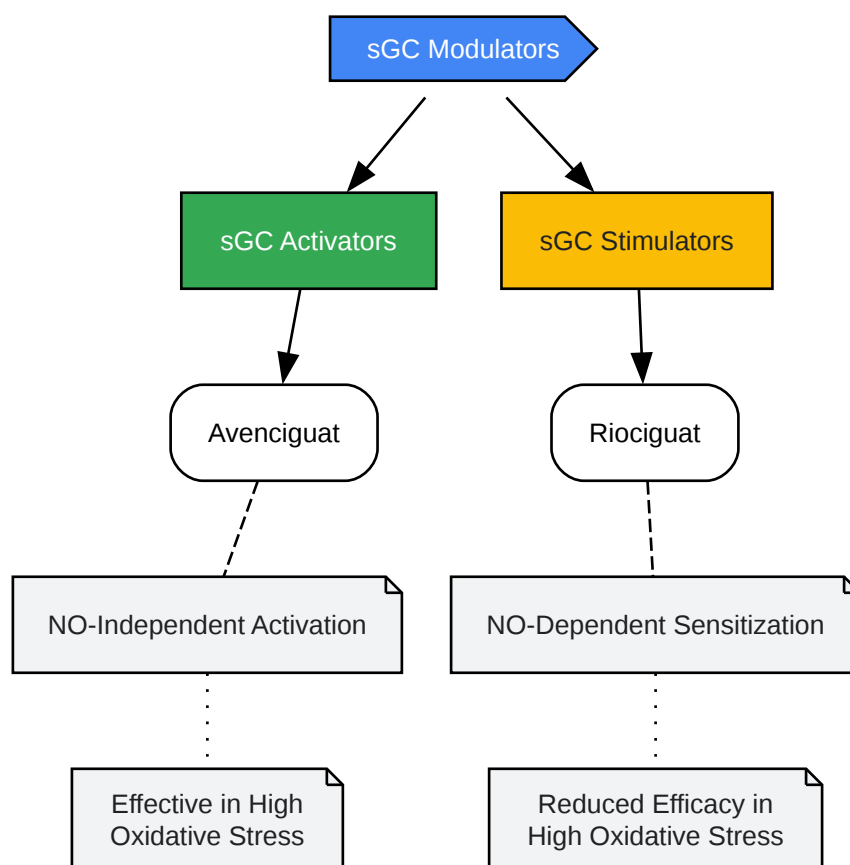 sGC Modulators
sGC Activators
sGC Stimulators
Avenciguat
Riociguat
NO-Independent Activation
NO-Dependent Sensitization
Effective in High
Oxidative Stress
Reduced Efficacy in
High Oxidative Stress